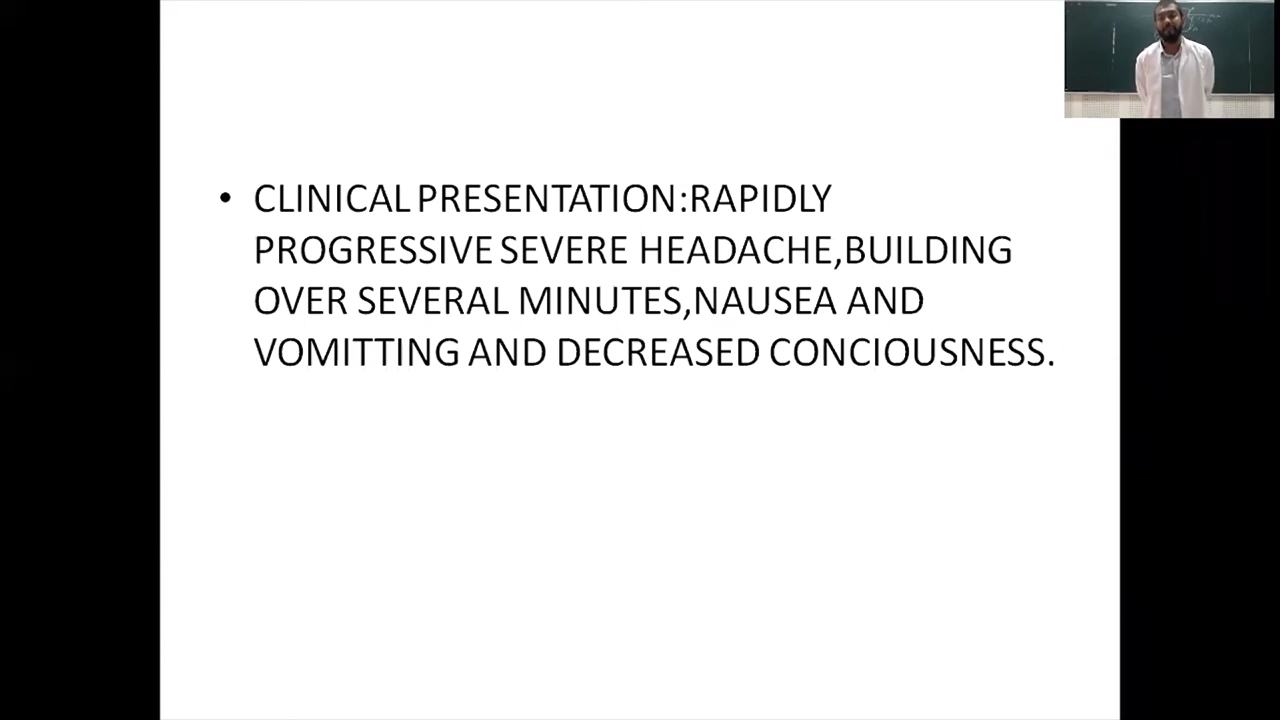 • CLINICAL PRESENTATION:RAPIDLY
PROGRESSIVE SEVERE HEADACHE,BUILDING
OVER SEVERAL MINUTES,NAUSEA AND
VOMITTING AND DECREASED CONCIOUSNESS.